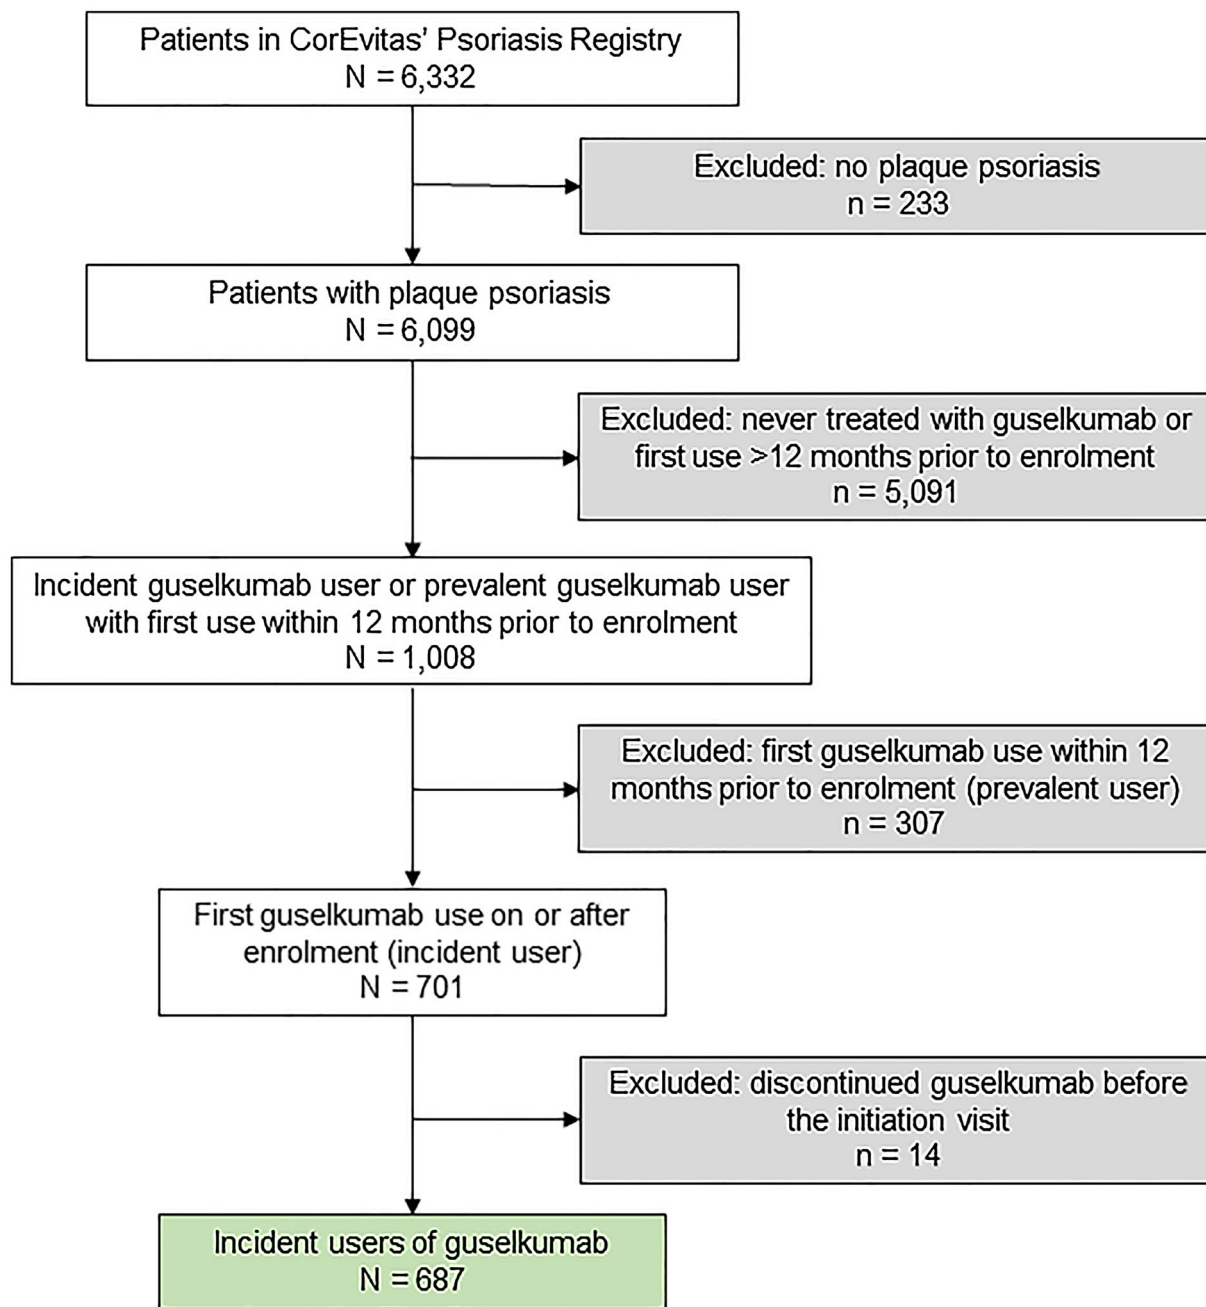 Patients in CorEvitas' Psoriasis Registry
N = 6,332
Excluded: no plaque psoriasis
n = 233
Patients with plaque psoriasis
N = 6,099
Excluded: never treated with guselkumab or
first use >12 months prior to enrolment
n = 5,091
Incident guselkumab user or prevalent guselkumab user
with first use within 12 months prior to enrolment
N = 1,008
Excluded: first guselkumab use within 12
months prior to enrolment (prevalent user)
n = 307
First guselkumab use on or after
enrolment (incident user)
N = 701
Excluded: discontinued guselkumab before
the initiation visit
n = 14
Incident users of guselkumab
N = 687